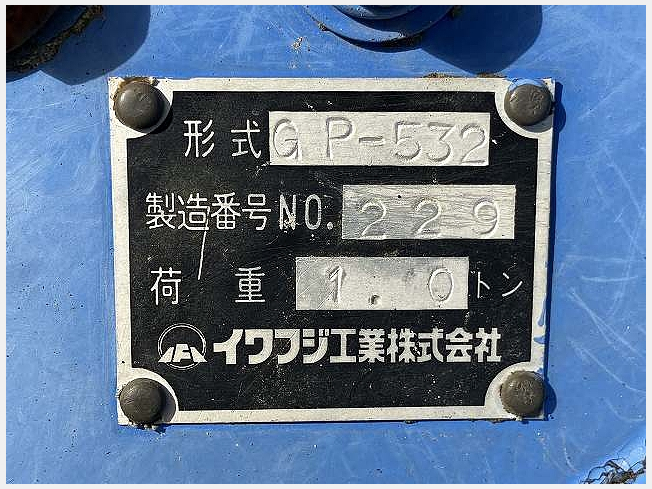 形式 GP-532
製造番号 NO. 229
荷重 1.0 トン
イワフジ工業株式会社